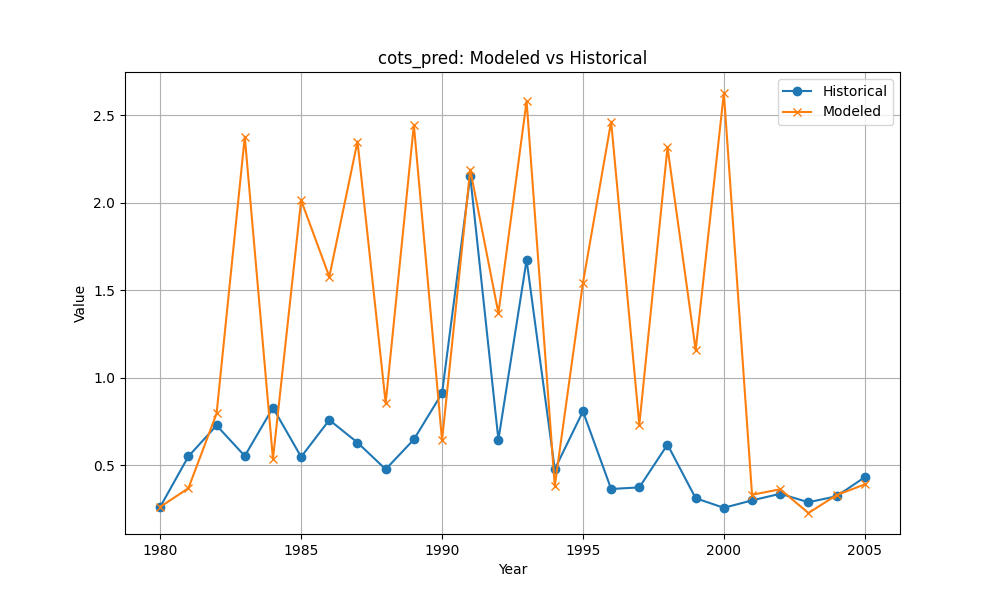 cots_pred: Modeled vs Historical
Historical
Modeled
Value
2.5
2.0
1.5
1.0
0.5
1980 1985 1990 1995 2000 2005
Year